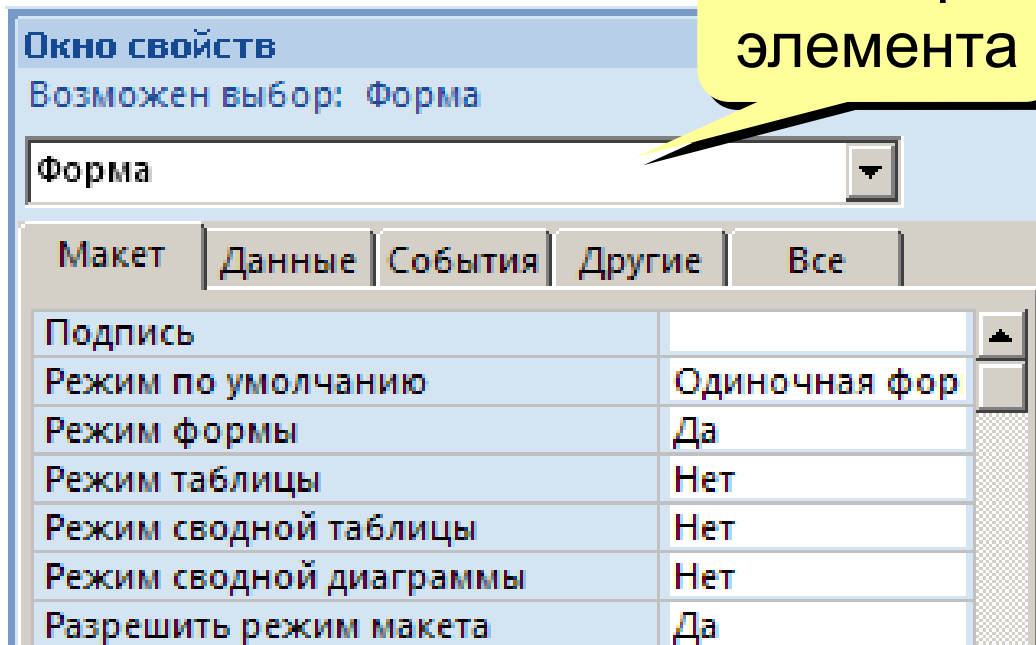 элемента
Окно свойств
Возможен выбор: Форма
Форма
Макет Данные События Другие Все
Подпись
Режим по умолчанию Одиночная фор
Режим формы Да
Режим таблицы Нет
Режим сводной таблицы Нет
Режим сводной диаграммы Нет
Разрешить режим макета Да